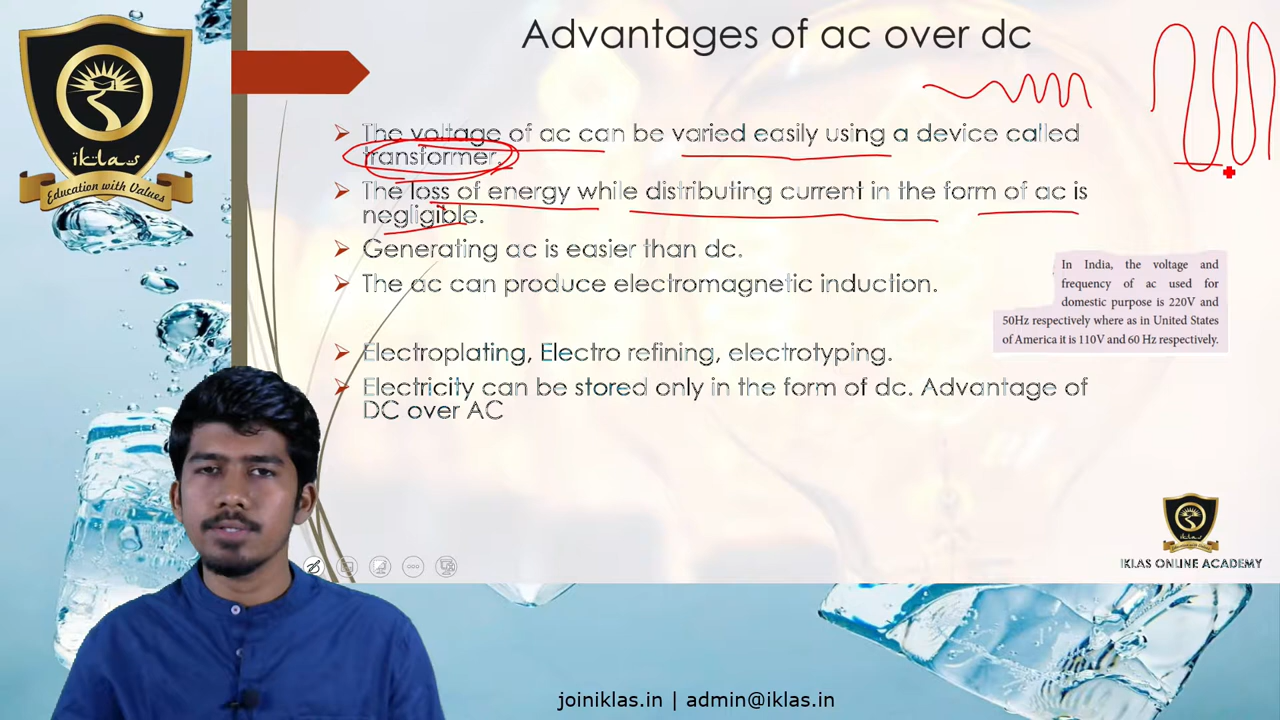 Advantages of ac over dc
The voltage of ac can be varied easily using a device called
transformer.
The loss of energy while distributing current in the form of ac is
negligible.
Generating ac is easier than dc.
The ac can produce electromagnetic induction.
In India, the voltage and
frequency of ac used for
domestic purpose is 220V and
50Hz respectively where as in United States
of America it is 110V and 60 Hz respectively.
Electroplating, Electro refining, electrotyping.
Electricity can be stored only in the form of dc. Advantage of
DC over AC
iklas
Education with Values
IKLAS ONLINE ACADEMY
joiniklas.in | admin@iklas.in